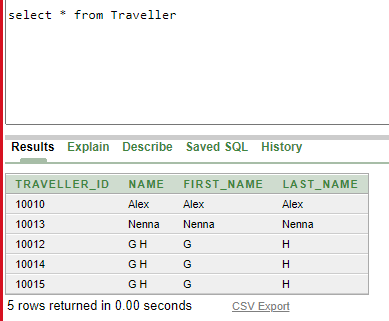 select * from Traveller
Results Explain Describe Saved SQL History
TRAVELLER_ID NAME FIRST_NAME LAST_NAME
10010 Alex Alex Alex
10013 Nenna Nenna Nenna
10012 G H G H
10014 G H G H
10015 G H G H
5 rows returned in 0.00 seconds CSV Export